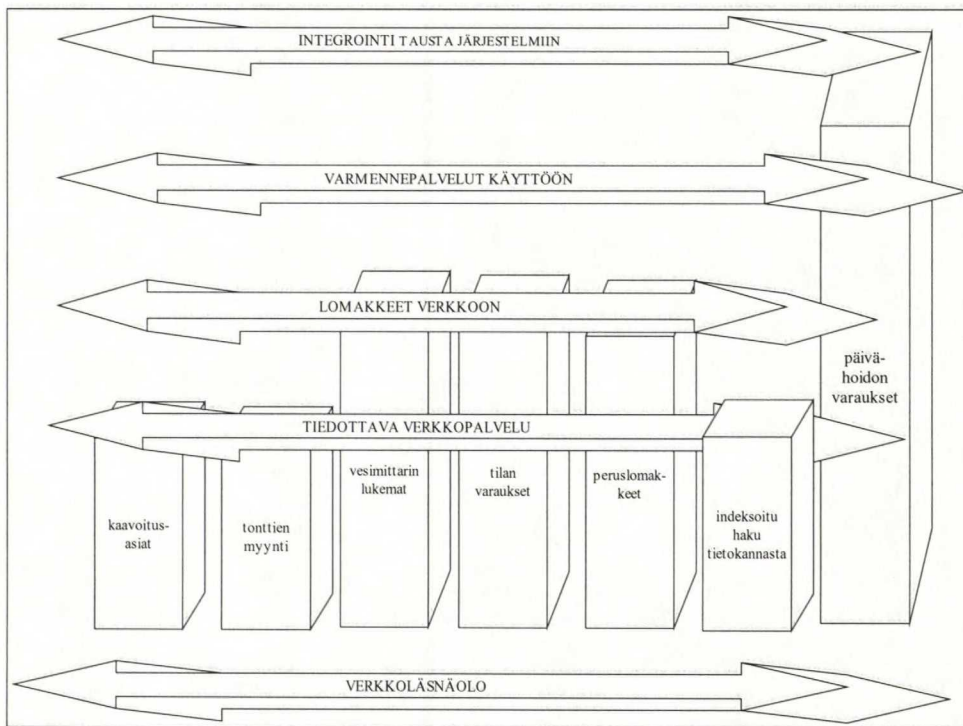 INTEGROINTI TAUSTA JÄRJESTELMIIN
VARMENNEPALVELUT KÄYTTÖÖN
LOMAKKEET VERKKOON
päivä-
hoidon
varaukset
TIEDOTTAVA VERKKOPALVELU
vesimittarin
lukemat
tilan
varaukset
peruslomak-
keet
kaavoitus-
asiat
tonttien
myynti
indeksoitu
haku
tietokannasta
VERKKOLÄSNÄOLO